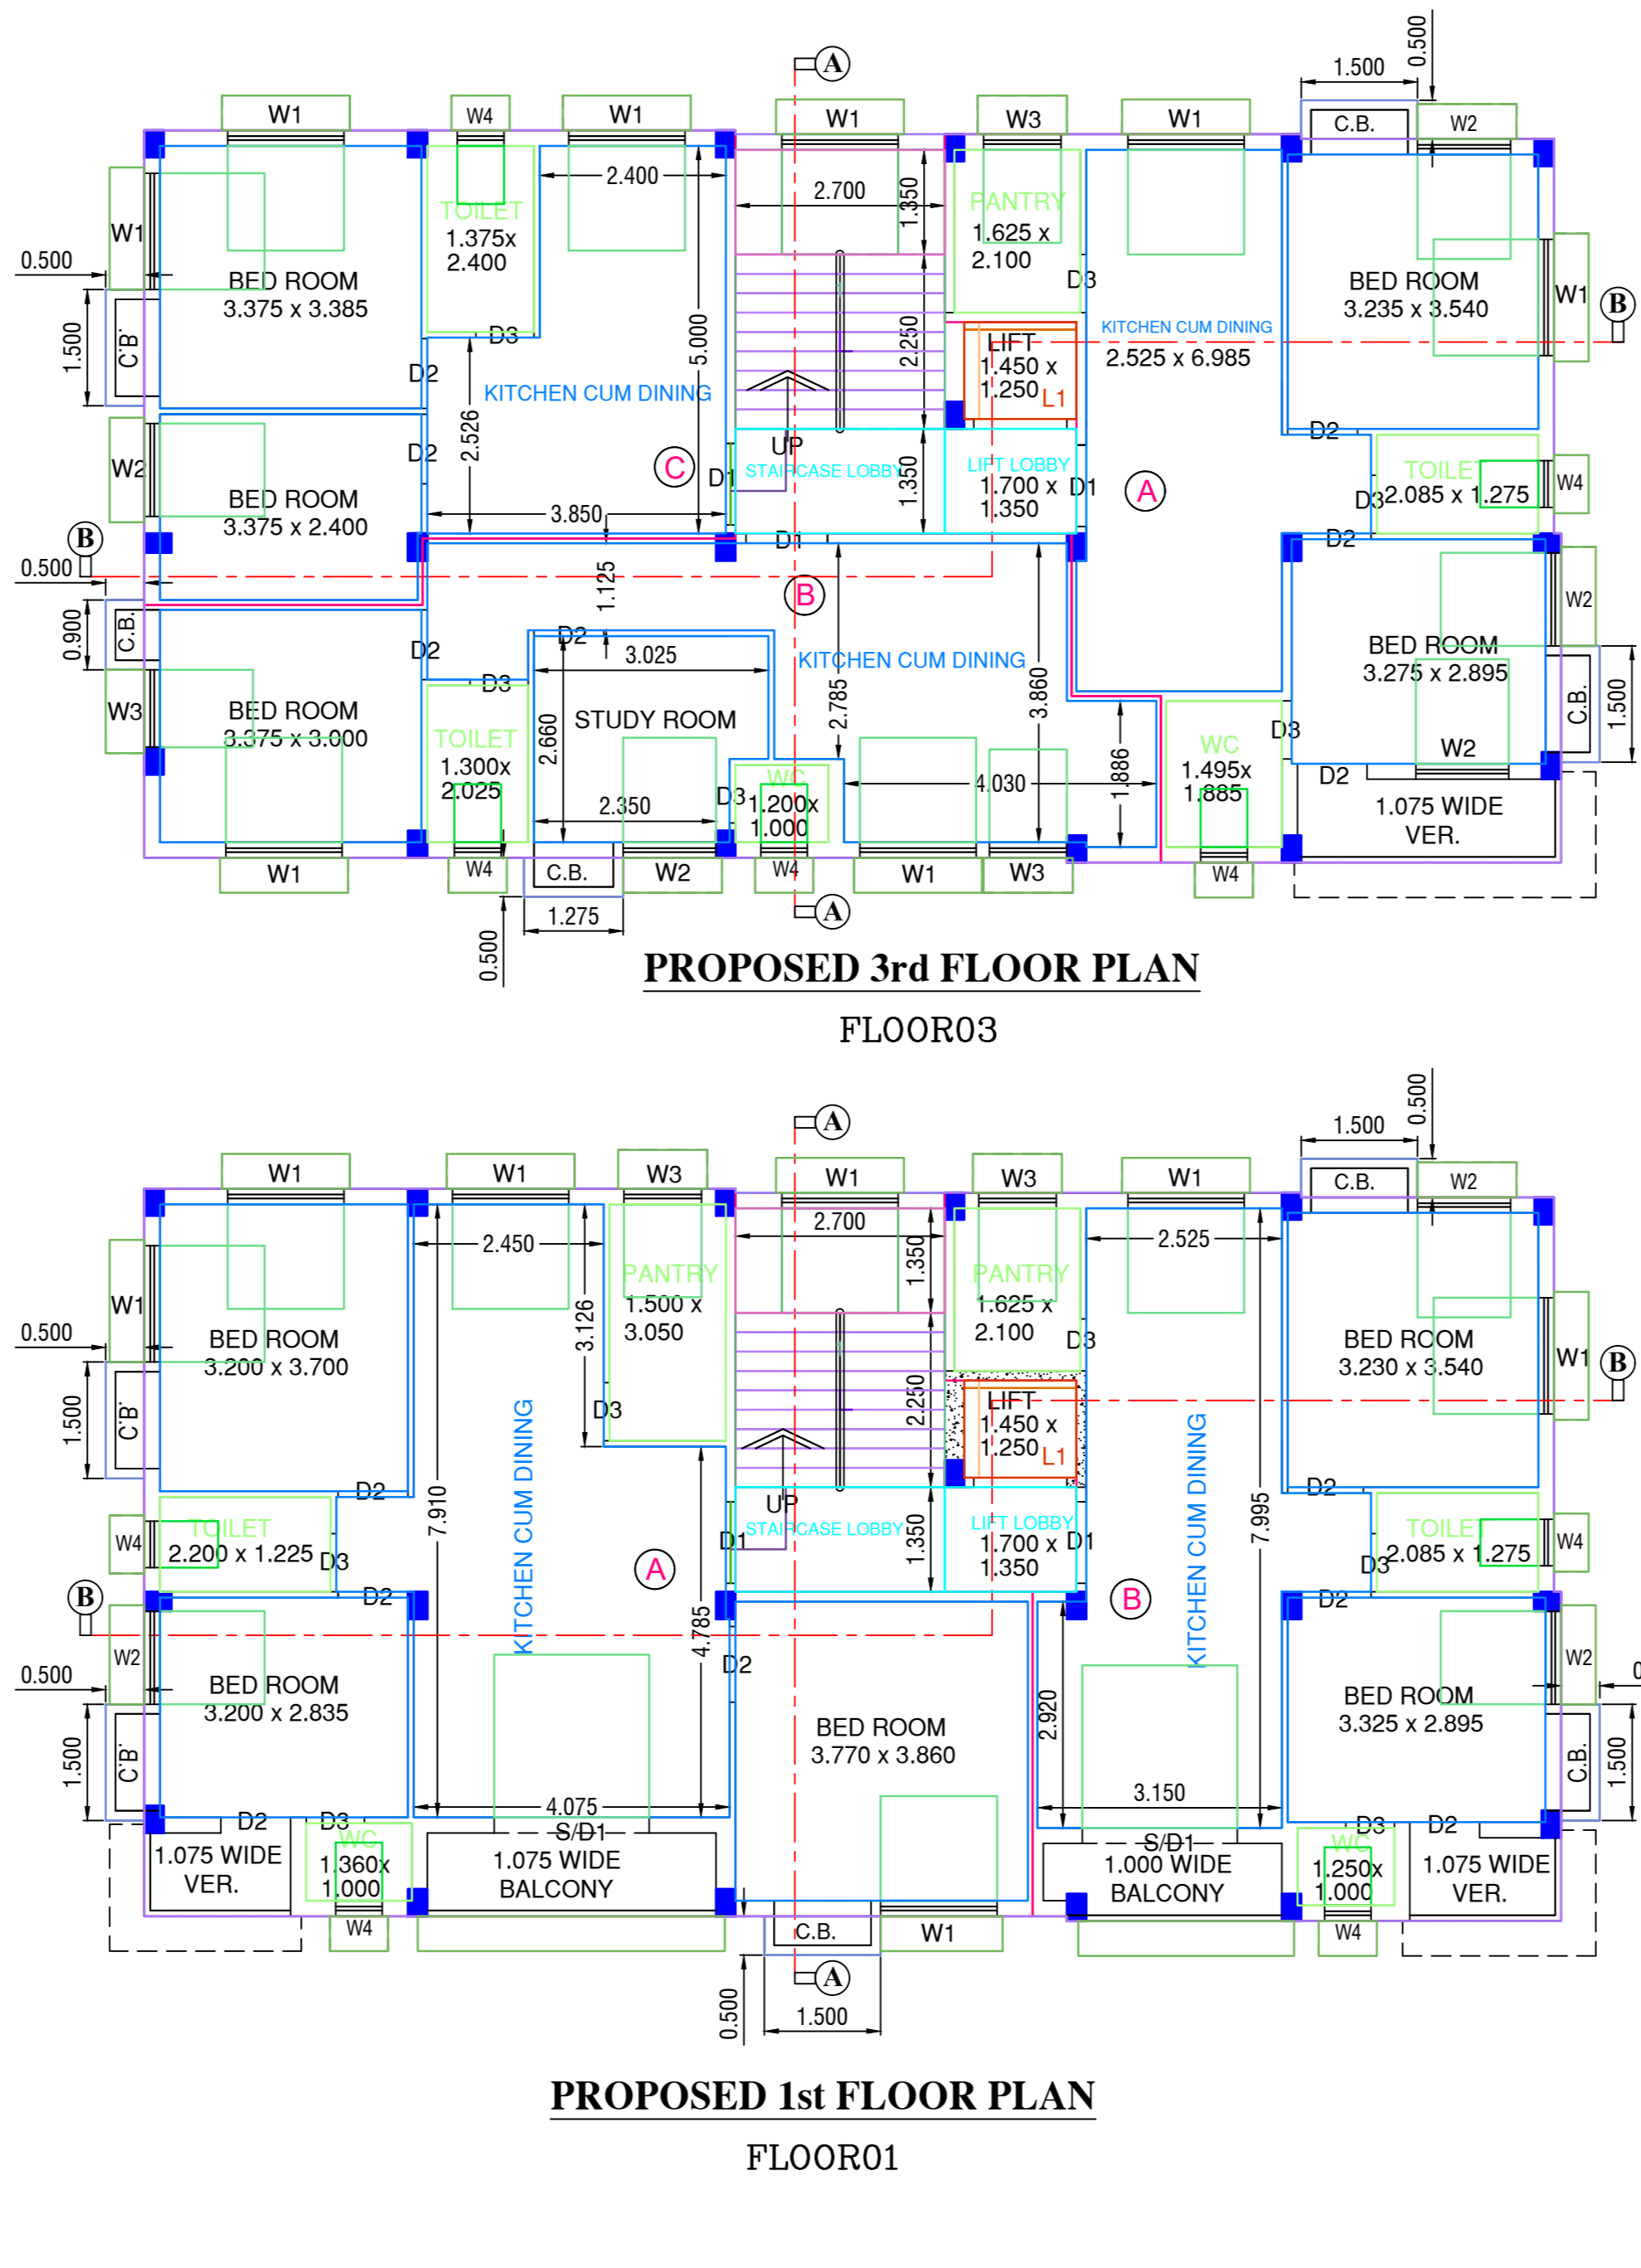 A
0.500
1.500
W1
W4
W1
W1
W3
W1
C.B.
W2
2.400
2.700
1.350
PANTRY
1.625 x
2.100
TOILET
1.375x
2.400
W1
0.500
BED ROOM
3.375 x 3.385
D3
BED ROOM
3.235 x 3.540
W1
B
1.500
C.B.
D3
5.000
2.250
LIFT
1.450 x
1.250
L1
KITCHEN CUM DINING
2.525 x 6.985
D2
KITCHEN CUM DINING
2.526
D2
UP
D2
W2
C
D1
STAIRCASE LOBBY
1.350
LIFT LOBBY
1.700 x
1.350
D1
A
TOILET
2.085 x 1.275
D3
W4
BED ROOM
3.375 x 2.400
3.850
B
D1
D2
0.500
1.125
B
W2
0.900
C.B.
D2
D2
3.025
KITCHEN CUM DINING
BED ROOM
3.275 x 2.895
D3
2.785
3.860
C.B.
1.500
W3
BED ROOM
3.375 x 3.000
TOILET
1.300x
2.025
2.660
STUDY ROOM
2.350
D3
WC
1.200x
1.000
4.030
1.886
WC
1.495x
1.885
D3
W2
D2
1.075 WIDE
VER.
W1
W4
C.B.
W2
W4
W1
W3
W4
1.275
0.500
A
PROPOSED 3rd FLOOR PLAN
FLOOR03
A
0.500
1.500
W1
W1
W3
W1
W3
W1
C.B.
W2
2.450
2.700
1.350
2.525
PANTRY
1.500 x
3.050
3.126
PANTRY
1.625 x
2.100
W1
0.500
BED ROOM
3.200 x 3.700
D3
BED ROOM
3.230 x 3.540
W1
B
1.500
C.B.
D3
2.250
LIFT
1.450 x
1.250
L1
KITCHEN CUM DINING
KITCHEN CUM DINING
D2
7.910
UP
7.995
D2
W4
TOILET
2.200 x 1.225
D3
A
D1
STAIRCASE LOBBY
1.350
LIFT LOBBY
1.700 x
1.350
D1
TOILET
2.085 x 1.275
D3
W4
B
D2
B
D2
W2
0.500
4.785
D2
W2
BED ROOM
3.200 x 2.835
BED ROOM
3.770 x 3.860
2.920
BED ROOM
3.325 x 2.895
1.500
C.B.
C.B.
1.500
4.075
3.150
D2
D3
S/D1
S/D1
D3
D2
1.075 WIDE
VER.
WC
1.360x
1.000
1.075 WIDE
BALCONY
1.000 WIDE
BALCONY
WC
1.250x
1.000
1.075 WIDE
VER.
W4
C.B.
W1
W4
A
0.500
1.500
PROPOSED 1st FLOOR PLAN
FLOOR01